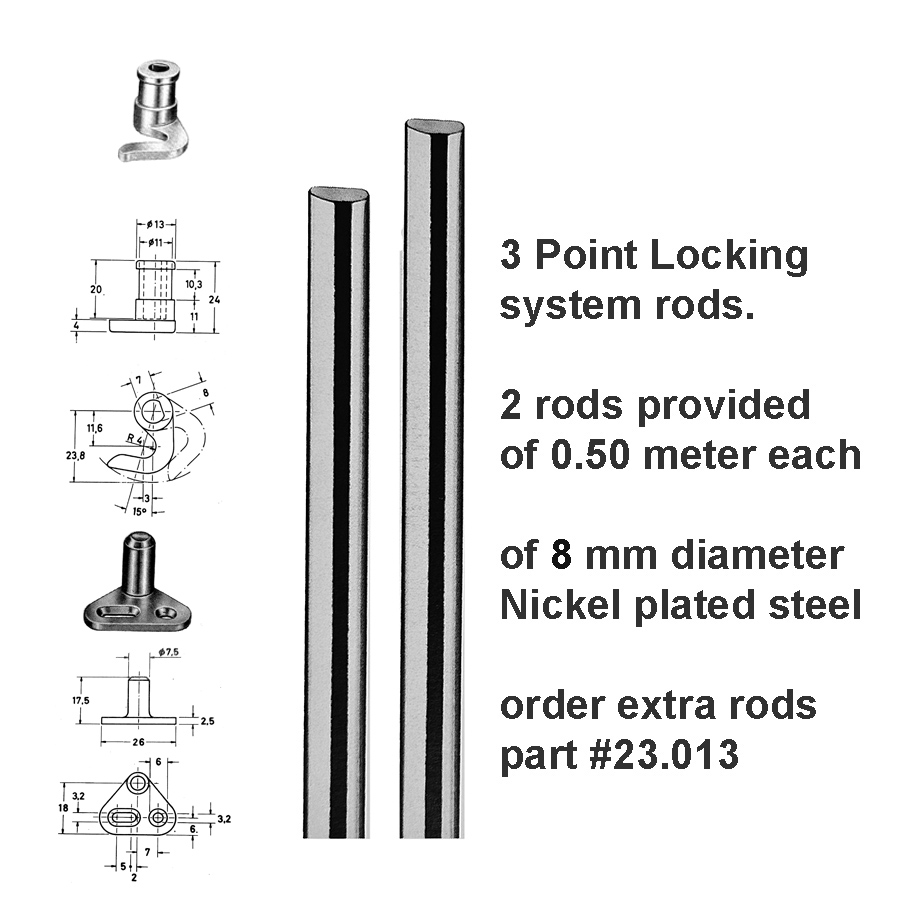 ø13
ø11
20
10,3
24
4
11
7
8
11,6
R 4
23,8
3
15°
ø7,5
17,5
2,5
26
6
3,2
18
3,2
6
7
5
2
3 Point Locking
system rods.
2 rods provided
of 0.50 meter each
of 8 mm diameter
Nickel plated steel
order extra rods
part #23.013